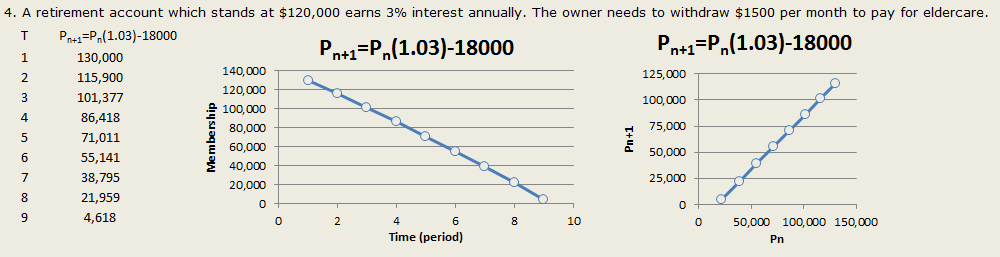 4. A retirement account which stands at $120,000 earns 3% interest annually. The owner needs to withdraw $1500 per month to pay for eldercare.
T Pn+1=Pn(1.03)-18000
1 130,000
2 115,900
3 101,377
4 86,418
5 71,011
6 55,141
7 38,795
8 21,959
9 4,618
Pn+1=Pn(1.03)-18000
140,000
120,000
100,000
80,000
60,000
40,000
20,000
0
Membership
0 2 4 6 8 10
Time (period)
Pn+1=Pn(1.03)-18000
125,000
100,000
75,000
50,000
25,000
0
Pn+1
0 50,000 100,000 150,000
Pn